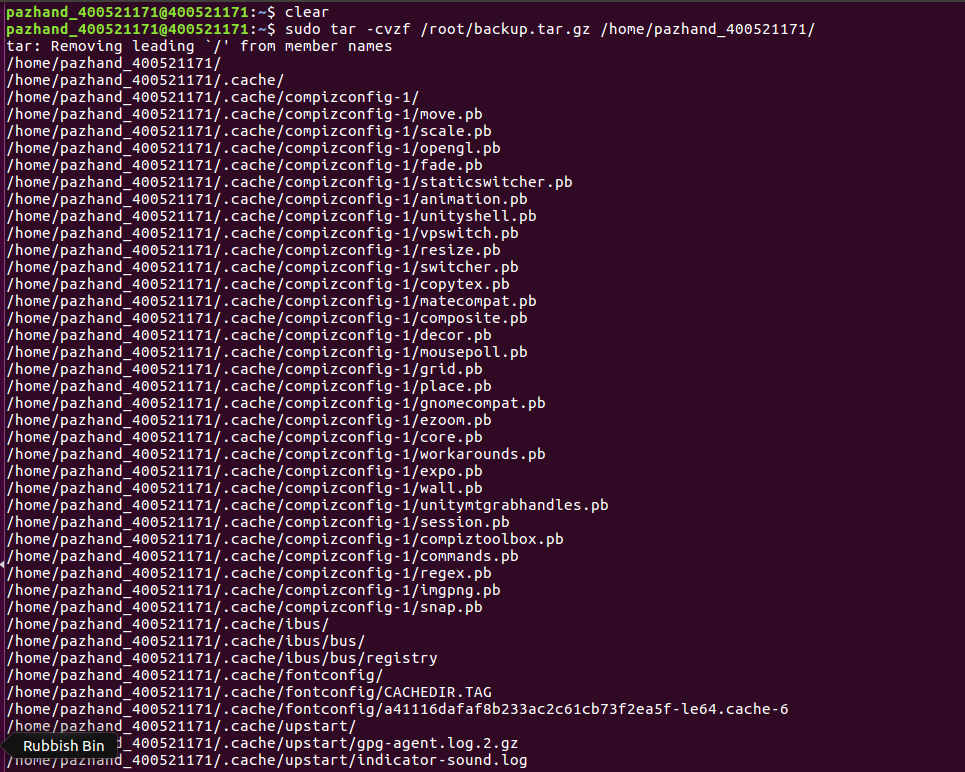 pazhand_400521171@400521171:~$ clear
pazhand_400521171@400521171:~$ sudo tar -cvzf /root/backup.tar.gz /home/pazhand_400521171/
tar: Removing leading `/' from member names
/home/pazhand_400521171/
/home/pazhand_400521171/.cache/
/home/pazhand_400521171/.cache/compizconfig-1/
/home/pazhand_400521171/.cache/compizconfig-1/move.pb
/home/pazhand_400521171/.cache/compizconfig-1/scale.pb
/home/pazhand_400521171/.cache/compizconfig-1/opengl.pb
/home/pazhand_400521171/.cache/compizconfig-1/fade.pb
/home/pazhand_400521171/.cache/compizconfig-1/staticswitcher.pb
/home/pazhand_400521171/.cache/compizconfig-1/animation.pb
/home/pazhand_400521171/.cache/compizconfig-1/unityshell.pb
/home/pazhand_400521171/.cache/compizconfig-1/vpswitch.pb
/home/pazhand_400521171/.cache/compizconfig-1/resize.pb
/home/pazhand_400521171/.cache/compizconfig-1/switcher.pb
/home/pazhand_400521171/.cache/compizconfig-1/copytex.pb
/home/pazhand_400521171/.cache/compizconfig-1/matecompat.pb
/home/pazhand_400521171/.cache/compizconfig-1/composite.pb
/home/pazhand_400521171/.cache/compizconfig-1/decor.pb
/home/pazhand_400521171/.cache/compizconfig-1/mousepoll.pb
/home/pazhand_400521171/.cache/compizconfig-1/grid.pb
/home/pazhand_400521171/.cache/compizconfig-1/place.pb
/home/pazhand_400521171/.cache/compizconfig-1/gnomecompat.pb
/home/pazhand_400521171/.cache/compizconfig-1/ezoom.pb
/home/pazhand_400521171/.cache/compizconfig-1/core.pb
/home/pazhand_400521171/.cache/compizconfig-1/workarounds.pb
/home/pazhand_400521171/.cache/compizconfig-1/expo.pb
/home/pazhand_400521171/.cache/compizconfig-1/wall.pb
/home/pazhand_400521171/.cache/compizconfig-1/unitymtgrabhandles.pb
/home/pazhand_400521171/.cache/compizconfig-1/session.pb
/home/pazhand_400521171/.cache/compizconfig-1/compiztoolbox.pb
/home/pazhand_400521171/.cache/compizconfig-1/commands.pb
/home/pazhand_400521171/.cache/compizconfig-1/regex.pb
/home/pazhand_400521171/.cache/compizconfig-1/imgpng.pb
/home/pazhand_400521171/.cache/compizconfig-1/snap.pb
/home/pazhand_400521171/.cache/ibus/
/home/pazhand_400521171/.cache/ibus/bus/
/home/pazhand_400521171/.cache/ibus/bus/registry
/home/pazhand_400521171/.cache/fontconfig/
/home/pazhand_400521171/.cache/fontconfig/CACHEDIR.TAG
/home/pazhand_400521171/.cache/fontconfig/a41116dafaf8b233ac2c61cb73f2ea5f-le64.cache-6
/home/pazhand_400521171/.cache/upstart/
Rubbish Bin d_400521171/.cache/upstart/gpg-agent.log.2.gz
/home/pazhand_400521171/.cache/upstart/indicator-sound.log